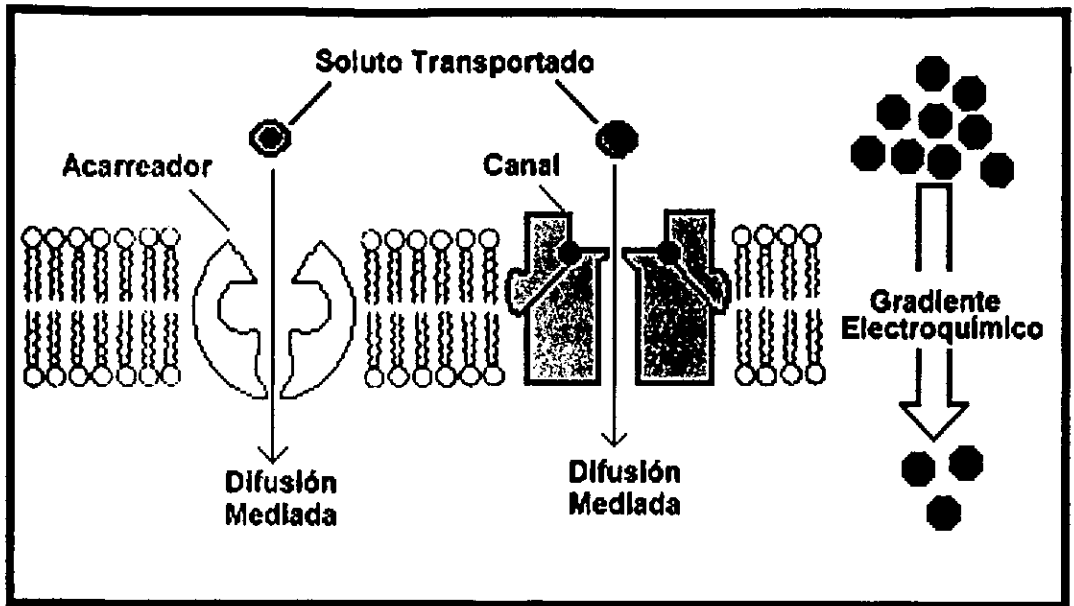 Soluto Transportado
Acarreador
Canal
Gradiente
Electroquímico
Difusión
Mediada
Difusión
Mediada